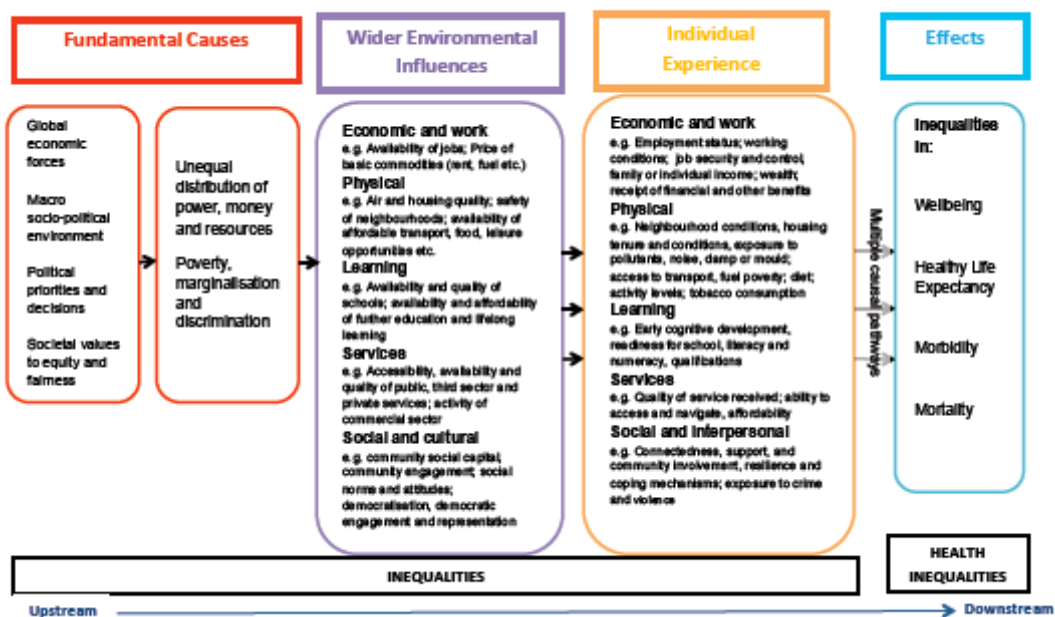 Fundamental Causes
Wider Environmental
Influences
Individual
Experience
Effects
Global
economic
forces
Macro
socio-political
environment
Political
priorities and
decisions
Societal values
to equity and
fairness
Unequal
distribution of
power, money
and resources
Poverty,
marginalisation
and
discrimination
Economic and work
e.g. Availability of jobs; Price of
basic commodities (rent, fuel etc.)
Physical
e.g. Air and housing quality; safety
of neighbourhoods; availability of
affordable transport, food, leisure
opportunities etc.
Learning
e.g. Availability and quality of
schools; availability and affordability
of further education and lifelong
learning
Services
e.g. Accessibility, availability and
quality of public, third sector and
private services; activity of
commercial sector
Social and cultural
e.g. community social capital,
community engagement; social
norms and attitudes;
democratisation, democratic
engagement and representation
Economic and work
e.g. Employment status; working
conditions; job security and control,
family or individual income; wealth;
receipt of financial and other benefits
Physical
e.g. Neighbourhood conditions, housing
tenure and conditions, exposure to
pollutants, noise, damp or mould;
access to transport, fuel poverty; diet;
activity levels; tobacco consumption
Learning
e.g. Early cognitive development,
readiness for school, literacy and
numeracy, qualifications
Services
e.g. Quality of service received; ability to
access and navigate, affordability
Social and Interpersonal
e.g. Connectedness, support, and
community involvement, resilience and
coping mechanisms; exposure to crime
and violence
Multiple causal pathways
Inequalities
in:
Wellbeing
Healthy Life
Expectancy
Morbidity
Mortality
INEQUALITIES
HEALTH
INEQUALITIES
Upstream
Downstream